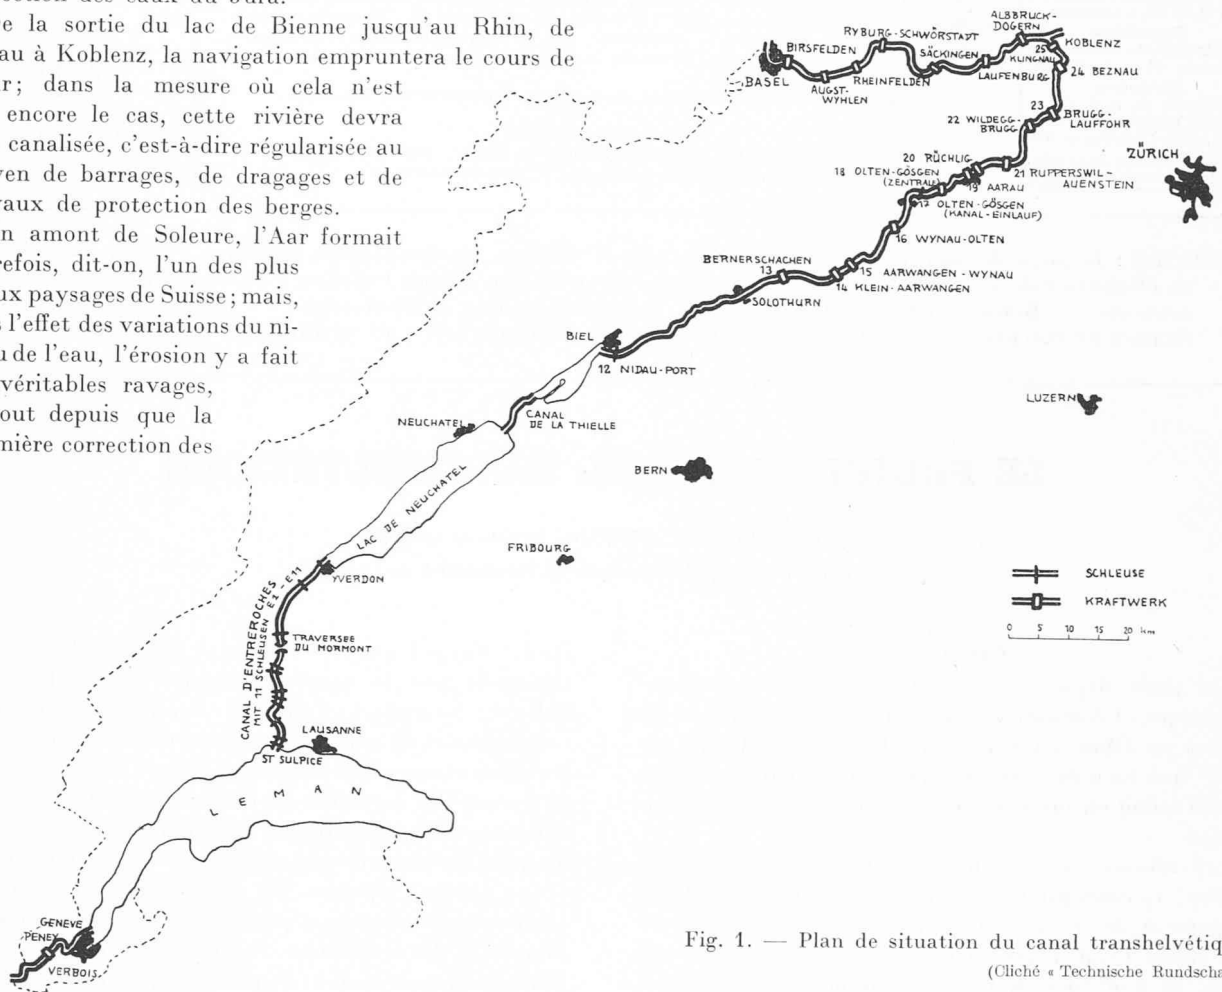 re la sortie du lac de Bienne jusqu'au Rhin, de
au à Koblenz, la navigation empruntera le cours de
r; dans la mesure où cela n'est
encore le cas, cette rivière devra
canalisée, c'est-à-dire régularisée au
yen de barrages, de dragages et de
vaux de protection des berges.
n amont de Soleure, l'Aar formait
refois, dit-on, l'un des plus
ux paysages de Suisse; mais,
s l'effet des variations du ni-
u de l'eau, l'érosion y a fait
véritables ravages,
out depuis que la
mière correction des
ALBBRUCK-
DOGERN
RYBURG-SCHWÖRSTADT
KOBLENZ
BIRSFELDEN
SÄCKINGEN
25
KLINGNAU
BASEL
AUGST-
WYHLEN
RHEINFELDEN
LAUFENBURG
24 BEZNAU
23
BRUGG-
LAUFFOHR
22 WILDEGG-
BRUGG
ZÜRICH
20 RÜCHLIG
18 OLTEN-GÖSGEN
(ZENTRALE)
19 AARAU
21 RUPPERSWIL-
AUENSTEIN
17 OLTEN-GÖSGEN
(KANAL-EINLAUF)
16 WYNAU-OLTEN
BERNERSCHACHEN
13
15 AARWANGEN-WYNAU
14 KLEIN-AARWANGEN
SOLOTHURN
BIEL
12 NIDAU-PORT
LUZERN
CANAL
DE LA THIELLE
NEUCHATEL
BERN
LAC DE NEUCHATEL
FRIBOURG
YVERDON
CANAL D'ENTREROCHES
MIT 11 SCHLEUSEN E1-E11
TRAVERSEE
DU MORMONT
SCHLEUSE
KRAFTWERK
0 5 10 15 20 km
LAUSANNE
ST SULPICE
LEMAN
GENEVE
PENEY
VERBOIS
Fig. 1. — Plan de situation du canal transhelvétiq
(Cliché « Technische Rundscha